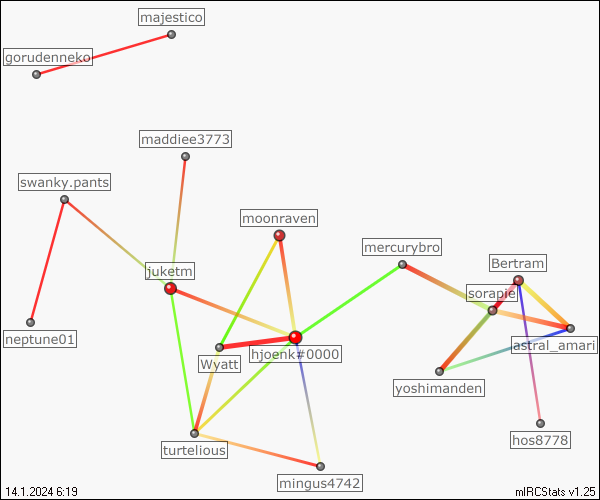 majestico
gorudenneko
maddiee3773
swanky.pants
moonraven
mercurybro
Bertram
juketm
sorapie
neptune01
astral_amari
hjoenk#0000
Wyatt
yoshimanden
hos8778
turtelious
mingus4742
14.1.2024 6:19
mIRCStats v1.25